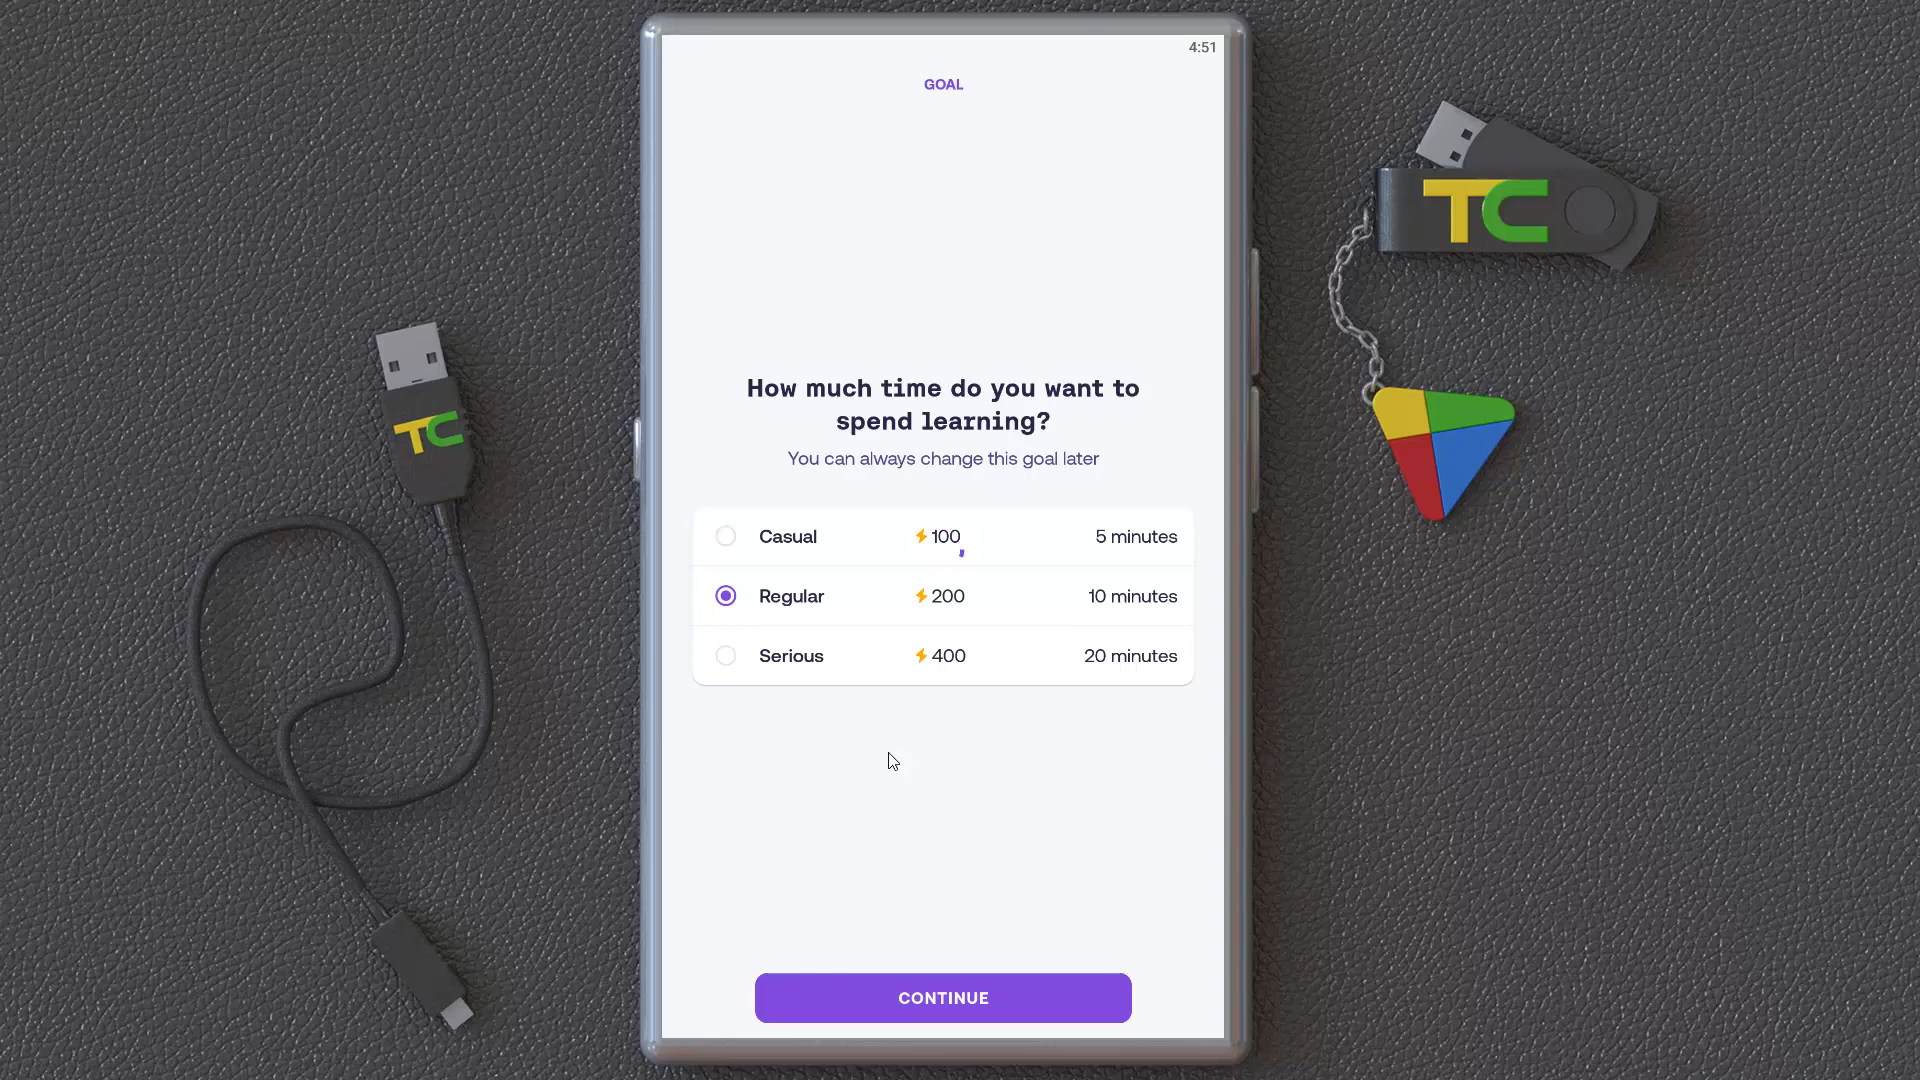 4:51
GOAL
How much time do you want to
spend learning?
You can always change this goal later
Casual 100 5 minutes
Regular 200 10 minutes
Serious 400 20 minutes
CONTINUE
TC
TC